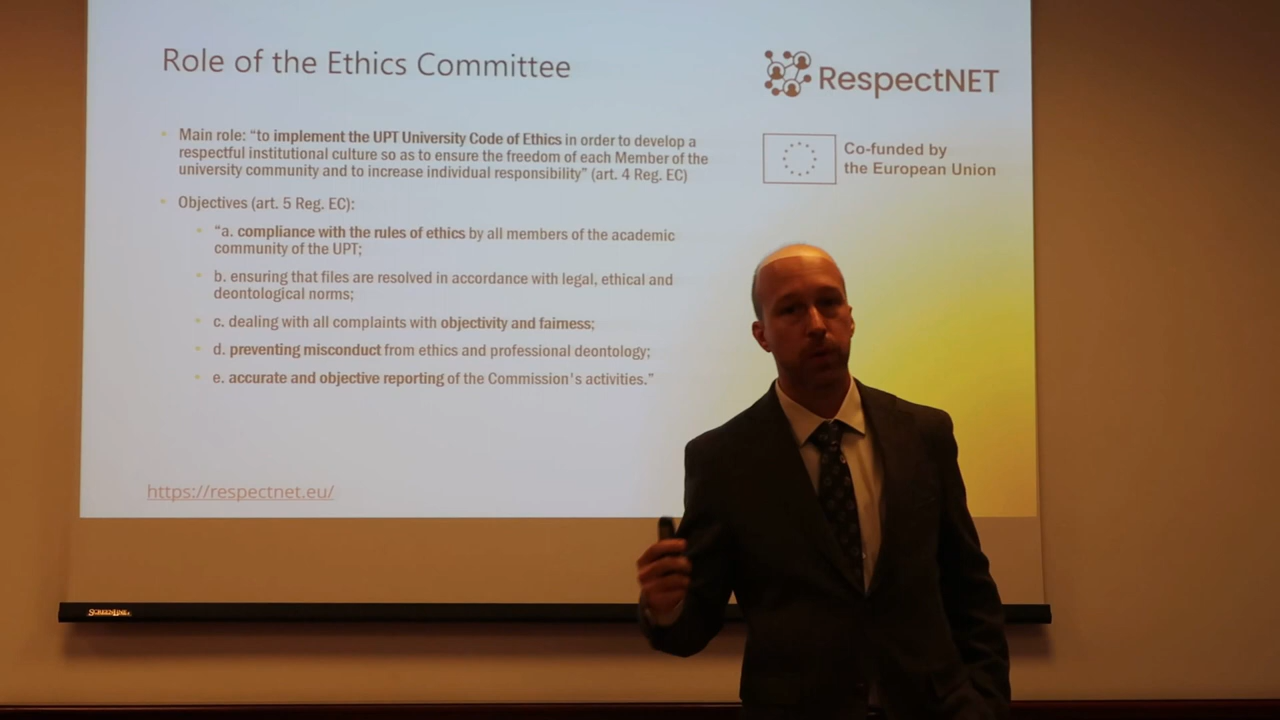 Role of the Ethics Committee
RespectNET
Co-funded by
the European Union
Main role: “to implement the UPT University Code of Ethics in order to develop a
respectful institutional culture so as to ensure the freedom of each Member of the
university community and to increase individual responsibility” (art. 4 Reg. EC)
Objectives (art. 5 Reg. EC):
“a. compliance with the rules of ethics by all members of the academic
community of the UPT;
b. ensuring that files are resolved in accordance with legal, ethical and
deontological norms;
c. dealing with all complaints with objectivity and fairness;
d. preventing misconduct from ethics and professional deontology;
e. accurate and objective reporting of the Commission's activities.”
https://respectnet.eu/
SCREENLINE